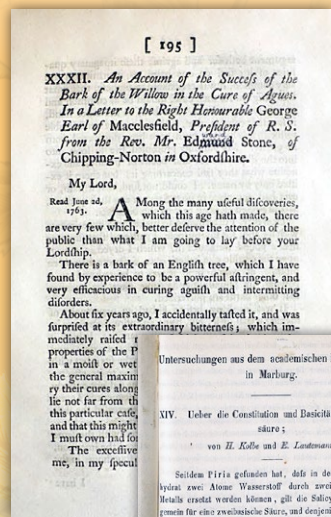 [ 195 ]
XXXII. An Account of the Succeſs of the
Bark of the Willow in the Cure of Agues.
In a Letter to the Right Honourable George
Earl of Macclesfield, Preſident of R. S.
from the Rev. Mr. Edmund Stone, of
Chipping-Norton in Oxfordſhire.
My Lord,
Read June 2d,
1763.
AMong the many uſeful diſcoveries,
which this age hath made, there
are very few which, better deſerve the attention of the
public than what I am going to lay before your
Lordſhip.
There is a bark of an Engliſh tree, which I have
found by experience to be a powerful aſtringent, and
very efficacious in curing aguiſh and intermitting
diſorders.
About ſix years ago, I accidentally taſted it, and was
ſurpriſed at its extraordinary bitterneſs; which im-
mediately raiſed
properties of the P
in a moiſt or wet
the general maxim
ry their cures along
lie not far from th
this particular caſe,
and that this might
I muſt own had ſo
The exceſſive
me, in my ſpecul
Unterſuchungen aus dem academischen
in Marburg.
XIV. Ueber die Constitution und Basicität
säure;
von H. Kolbe und E. Lautemann
Seitdem Piria gefunden hat, daſs in de
hydrat zwei Atome Wasserstoff durch zwei
Metalls ersetzt werden können, gilt die Salicy
gemein für eine zweibasische Säure, und denjeni